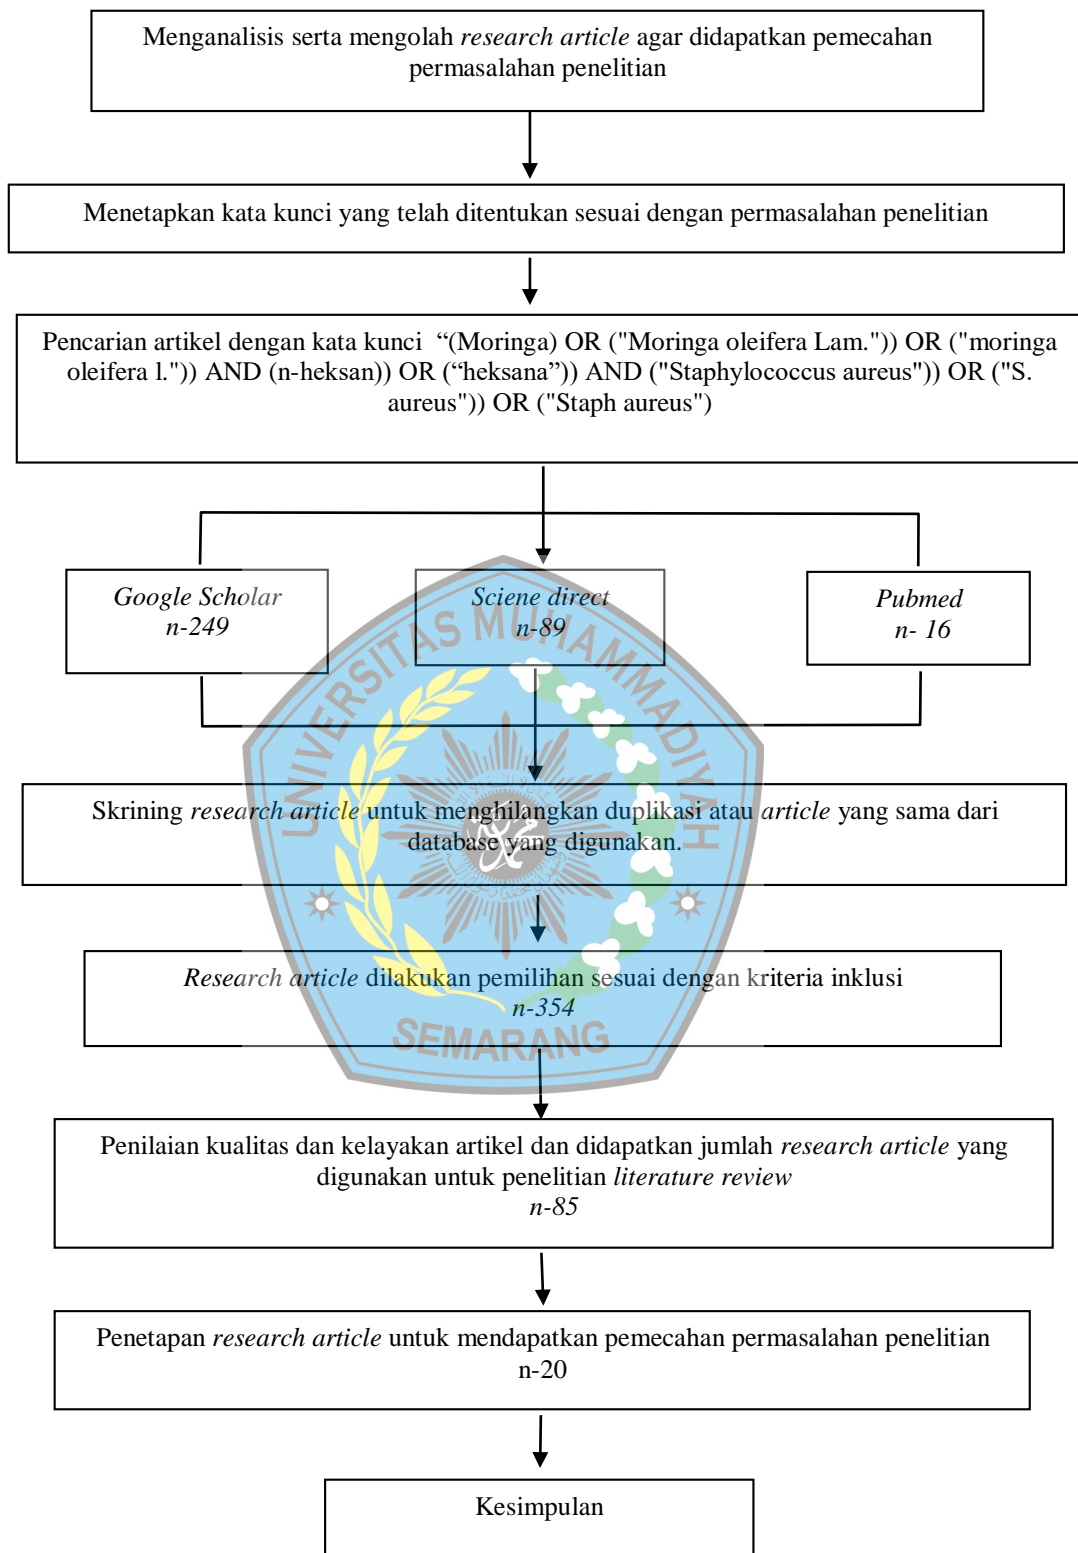 Menganalisis serta mengolah research article agar didapatkan pemecahan
permasalahan penelitian
Menetapkan kata kunci yang telah ditentukan sesuai dengan permasalahan penelitian
Pencarian artikel dengan kata kunci “(Moringa) OR ("Moringa oleifera Lam.")) OR ("moringa
oleifera l.")) AND (n-heksan)) OR (“heksana”)) AND ("Staphylococcus aureus")) OR ("S.
aureus")) OR ("Staph aureus")
Google Scholar
n-249
Sciene direct
n-89
Pubmed
n- 16
UNIVERSITAS MUHAMMADIYAH
Skrining research article untuk menghilangkan duplikasi atau article yang sama dari
database yang digunakan.
Research article dilakukan pemilihan sesuai dengan kriteria inklusi
n-354
SEMARANG
Penilaian kualitas dan kelayakan artikel dan didapatkan jumlah research article yang
digunakan untuk penelitian literature review
n-85
Penetapan research article untuk mendapatkan pemecahan permasalahan penelitian
n-20
Kesimpulan